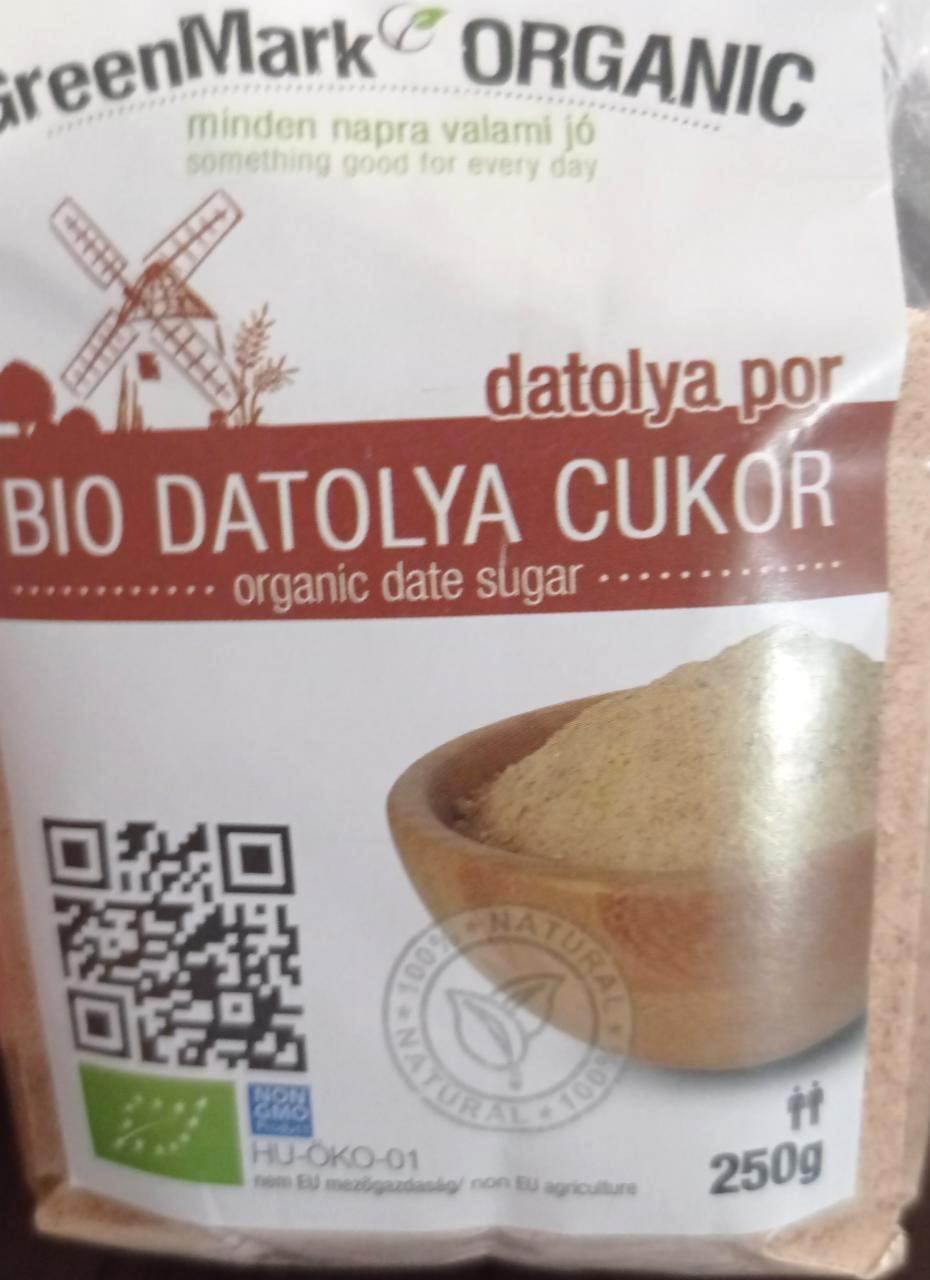 GreenMark ORGANIC
minden napra valami jó
something good for every day
datolya por
BIO DATOLYA CUKOR
organic date sugar
100% NATURAL 100% NATURAL
NON
GMO
Product
HU-ÖKO-01
nem EU mezőgazdaság/ non EU agriculture
250g